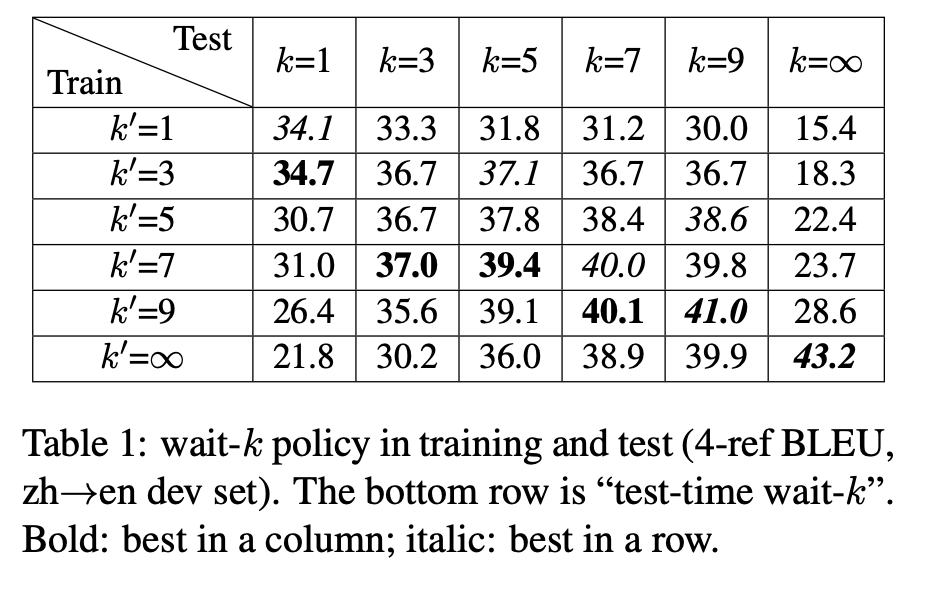 Test
Train
k=1 k=3 k=5 k=7 k=9 k=∞
k′=1 34.1 33.3 31.8 31.2 30.0 15.4
k′=3 34.7 36.7 37.1 36.7 36.7 18.3
k′=5 30.7 36.7 37.8 38.4 38.6 22.4
k′=7 31.0 37.0 39.4 40.0 39.8 23.7
k′=9 26.4 35.6 39.1 40.1 41.0 28.6
k′=∞ 21.8 30.2 36.0 38.9 39.9 43.2
Table 1: wait-k policy in training and test (4-ref BLEU,
zh→en dev set). The bottom row is “test-time wait-k”.
Bold: best in a column; italic: best in a row.